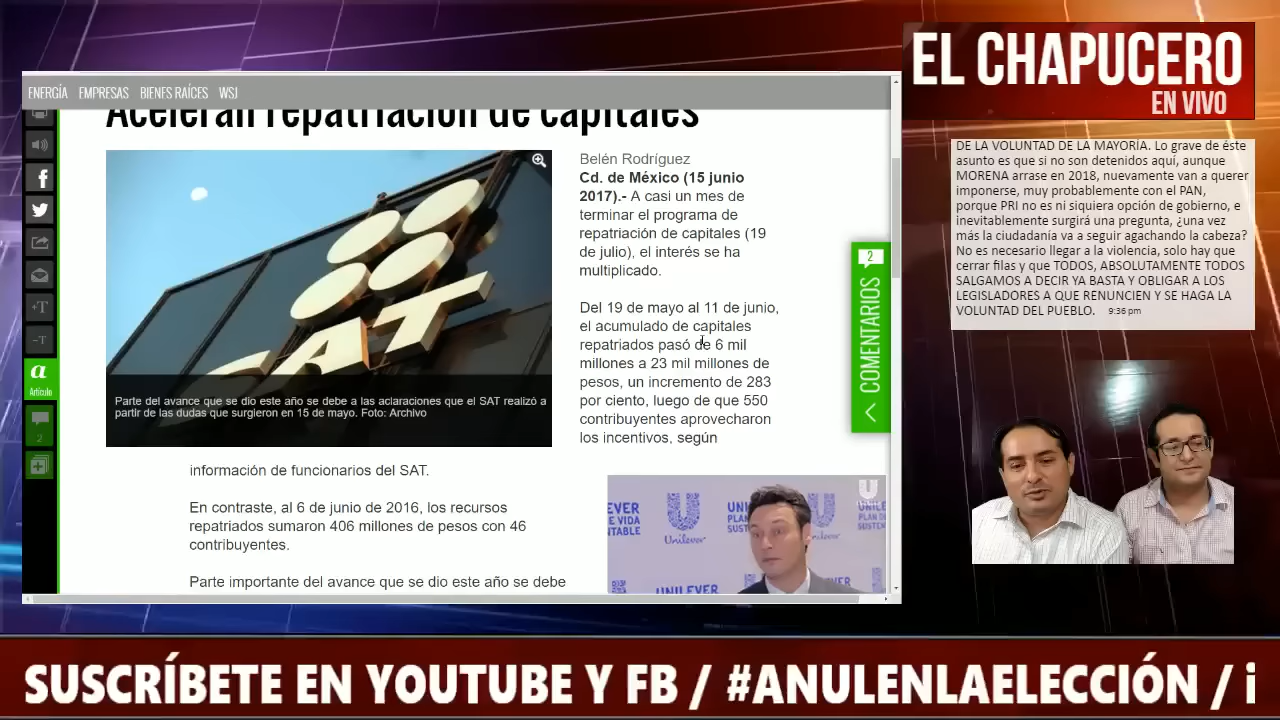 EL CHAPUCERO
EN VIVO
ENERGÍA EMPRESAS BIENES RAÍCES WSJ
Aceleran repatriación de capitales
Belén Rodríguez
Cd. de México (15 junio
2017).- A casi un mes de
terminar el programa de
repatriación de capitales (19
de julio), el interés se ha
multiplicado.
Del 19 de mayo al 11 de junio,
el acumulado de capitales
repatriados pasó de 6 mil
millones a 23 mil millones de
pesos, un incremento de 283
por ciento, luego de que 550
contribuyentes aprovecharon
los incentivos, según
SAT
Parte del avance que se dio este año se debe a las aclaraciones que el SAT realizó a
partir de las dudas que surgieron en 15 de mayo. Foto: Archivo
información de funcionarios del SAT.
En contraste, al 6 de junio de 2016, los recursos
repatriados sumaron 406 millones de pesos con 46
contribuyentes.
Parte importante del avance que se dio este año se debe
+T
-T
a
Artículo
2
2
COMENTARIOS
EVER
E VIDA
NTABLE
Unilever
UNIL
PLAN
SUST
UNILE
PLAN DE
SUSTEN
UNILEVER
DE LA VOLUNTAD DE LA MAYORÍA. Lo grave de éste
asunto es que si no son detenidos aquí, aunque
MORENA arrase en 2018, nuevamente van a querer
imponerse, muy probablemente con el PAN,
porque PRI no es ni siquiera opción de gobierno, e
inevitablemente surgirá una pregunta, ¿una vez
más la ciudadanía va a seguir agachando la cabeza?
No es necesario llegar a la violencia, solo hay que
cerrar filas y que TODOS, ABSOLUTAMENTE TODOS
SALGAMOS A DECIR YA BASTA Y OBLIGAR A LOS
LEGISLADORES A QUE RENUNCIEN Y SE HAGA LA
VOLUNTAD DEL PUEBLO. 9:36 pm
SUSCRÍBETE EN YOUTUBE Y FB / #ANULENLAELECCIÓN / i